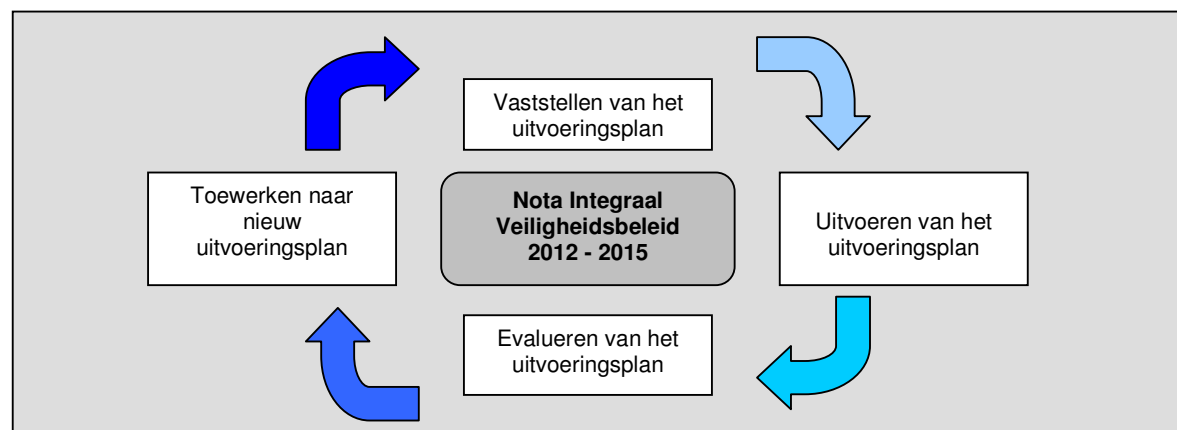 Vaststellen van het
uitvoeringsplan
Toewerken naar
nieuw
uitvoeringsplan
Nota Integraal
Veiligheidsbeleid
2012 - 2015
Uitvoeren van het
uitvoeringsplan
Evalueren van het
uitvoeringsplan